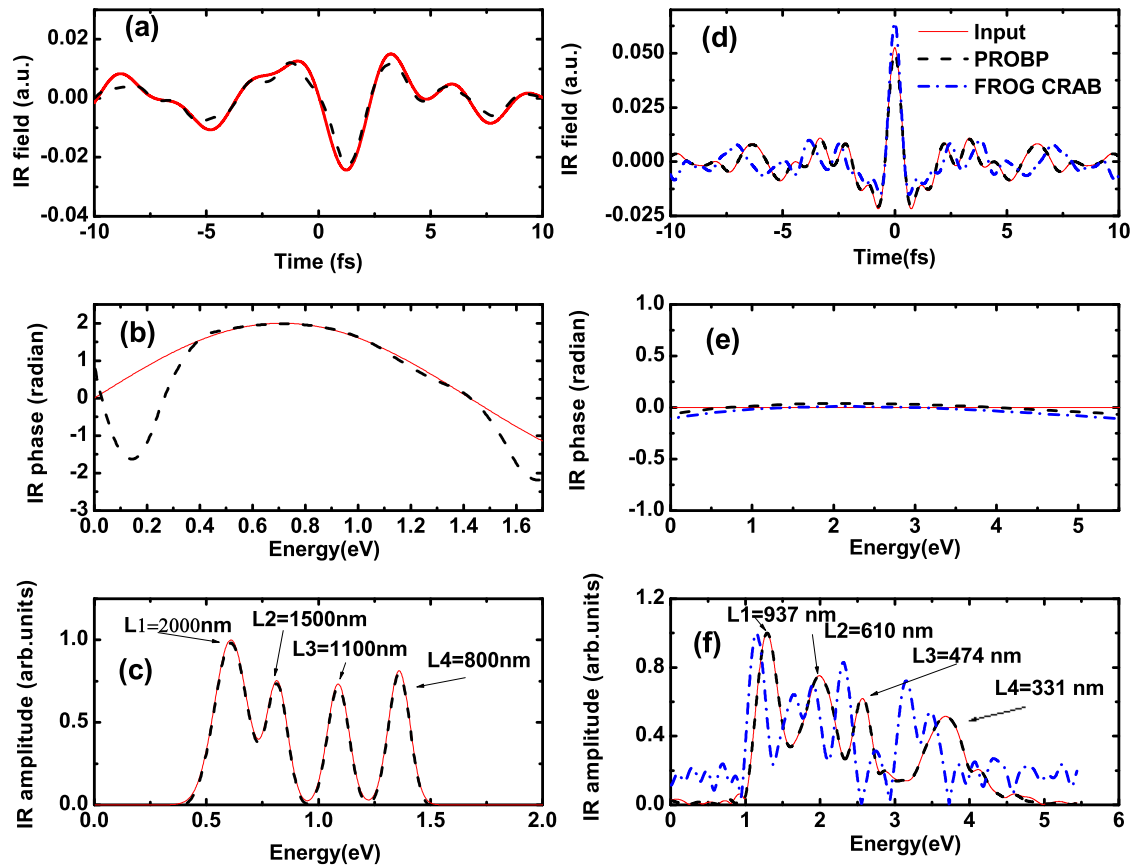 (a)
IR field (a.u.)
0.02
0.00
-0.02
-0.04
-10
-5
0
5
10
Time (fs)
(d)
Input
PROBP
FROG CRAB
IR field (a.u.)
0.050
0.025
0.000
-0.025
-10
-5
0
5
10
Time(fs)
(b)
IR phase (radian)
2
1
0
-1
-2
-3
0.0
0.2
0.4
0.6
0.8
1.0
1.2
1.4
1.6
Energy(eV)
(e)
IR phase (radian)
1.0
0.5
0.0
-0.5
-1.0
0
1
2
3
4
5
Energy(eV)
(c)
IR amplitude (arb.units)
1.0
0.5
0.0
L1=2000nm
L2=1500nm
L3=1100nm
L4=800nm
0.0
0.5
1.0
1.5
2.0
Energy(eV)
(f)
IR amplitude (arb.units)
1.2
0.8
0.4
0.0
L1=937 nm
L2=610 nm
L3=474 nm
L4=331 nm
0
1
2
3
4
5
6
Energy(eV)